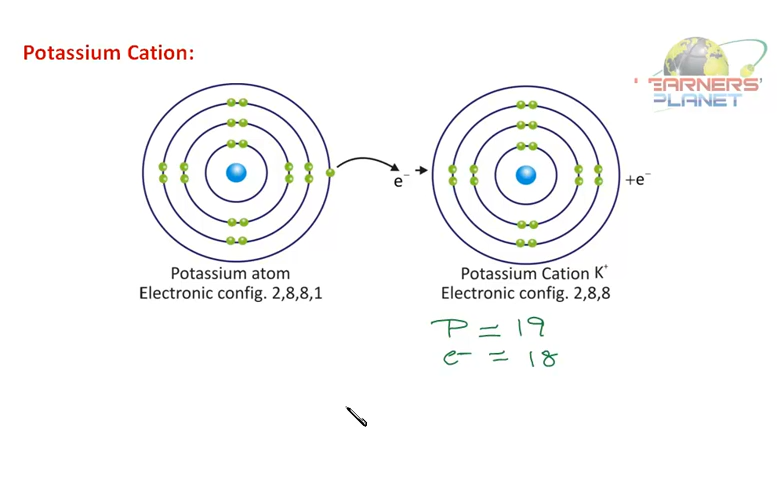 Potassium Cation:
'EARNERS'
PLANET
e⁻
+e⁻
Potassium atom
Electronic config. 2,8,8,1
Potassium Cation K⁺
Electronic config. 2,8,8
P = 19
e⁻ = 18